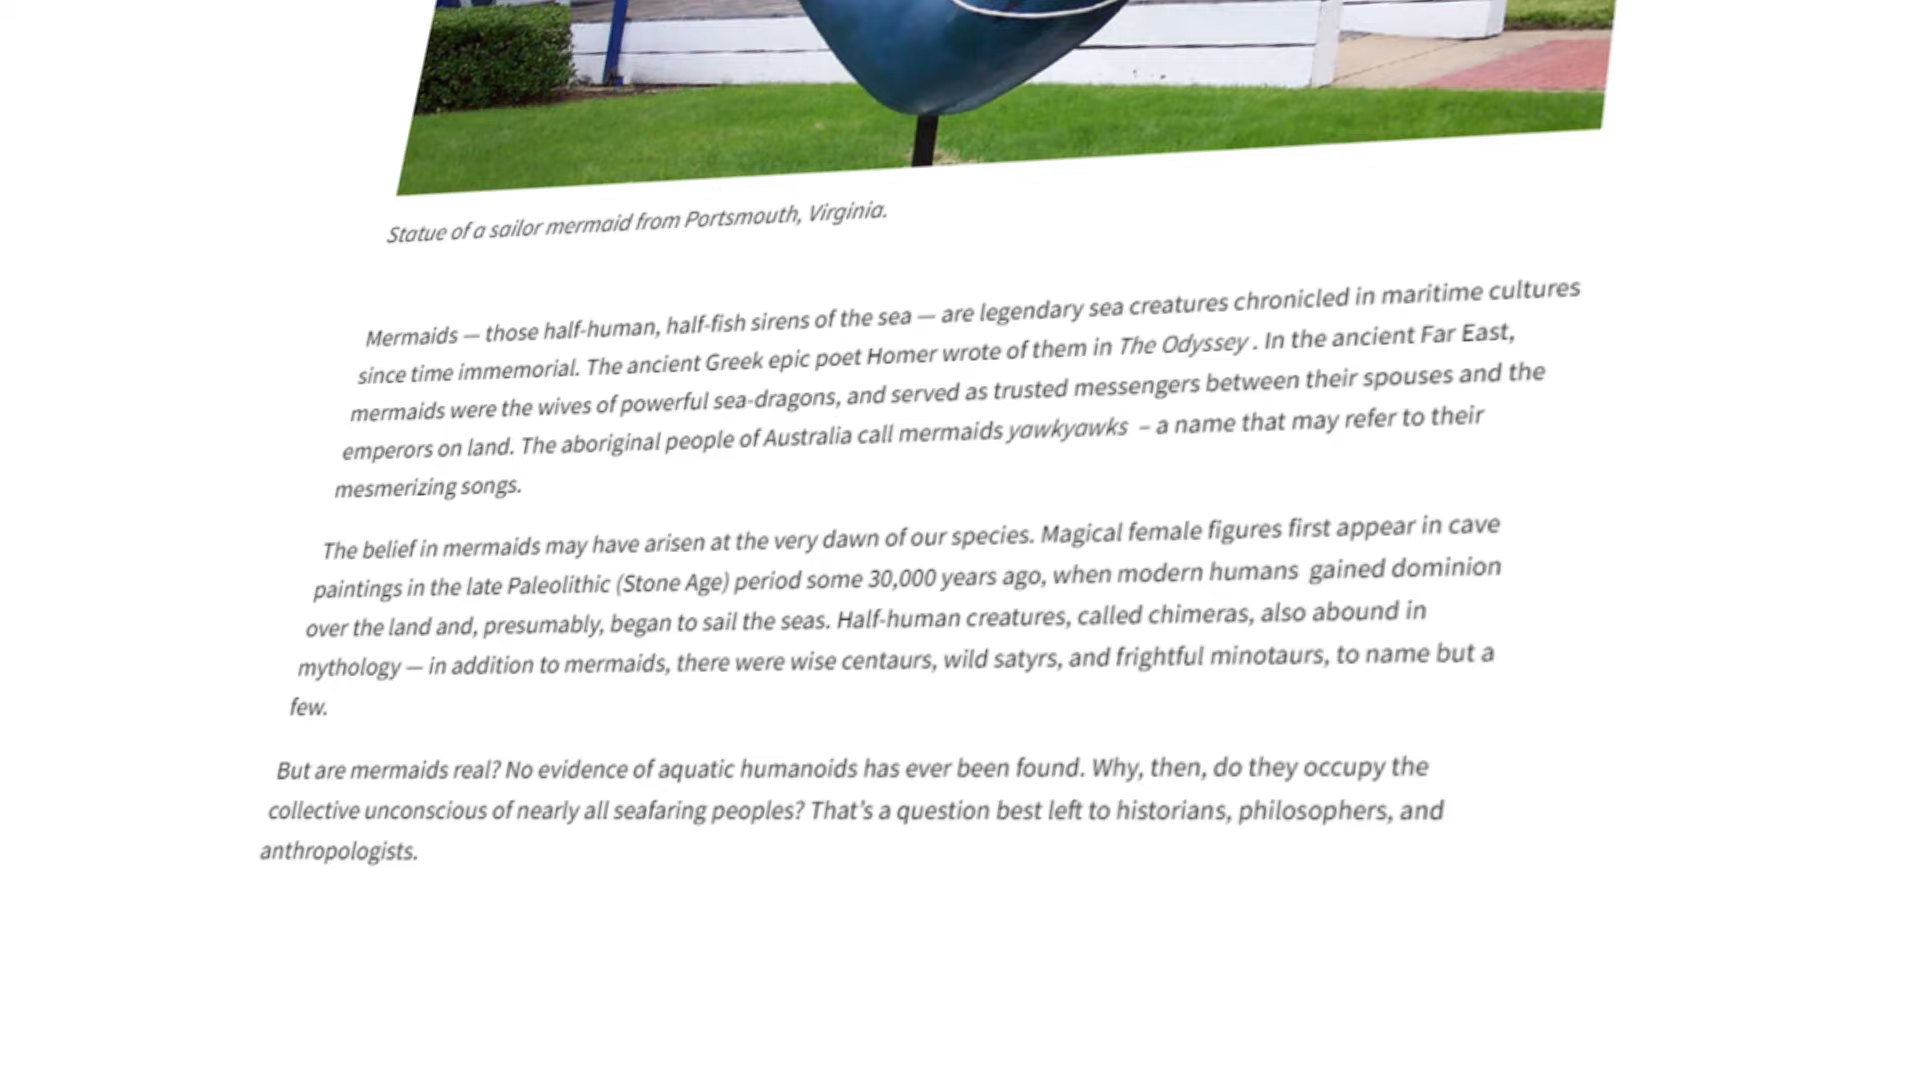 Statue of a sailor mermaid from Portsmouth, Virginia.
Mermaids — those half-human, half-fish sirens of the sea — are legendary sea creatures chronicled in maritime cultures
since time immemorial. The ancient Greek epic poet Homer wrote of them in The Odyssey . In the ancient Far East,
mermaids were the wives of powerful sea-dragons, and served as trusted messengers between their spouses and the
emperors on land. The aboriginal people of Australia call mermaids yawkyawks – a name that may refer to their
mesmerizing songs.
The belief in mermaids may have arisen at the very dawn of our species. Magical female figures first appear in cave
paintings in the late Paleolithic (Stone Age) period some 30,000 years ago, when modern humans gained dominion
over the land and, presumably, began to sail the seas. Half-human creatures, called chimeras, also abound in
mythology — in addition to mermaids, there were wise centaurs, wild satyrs, and frightful minotaurs, to name but a
few.
But are mermaids real? No evidence of aquatic humanoids has ever been found. Why, then, do they occupy the
collective unconscious of nearly all seafaring peoples? That's a question best left to historians, philosophers, and
anthropologists.